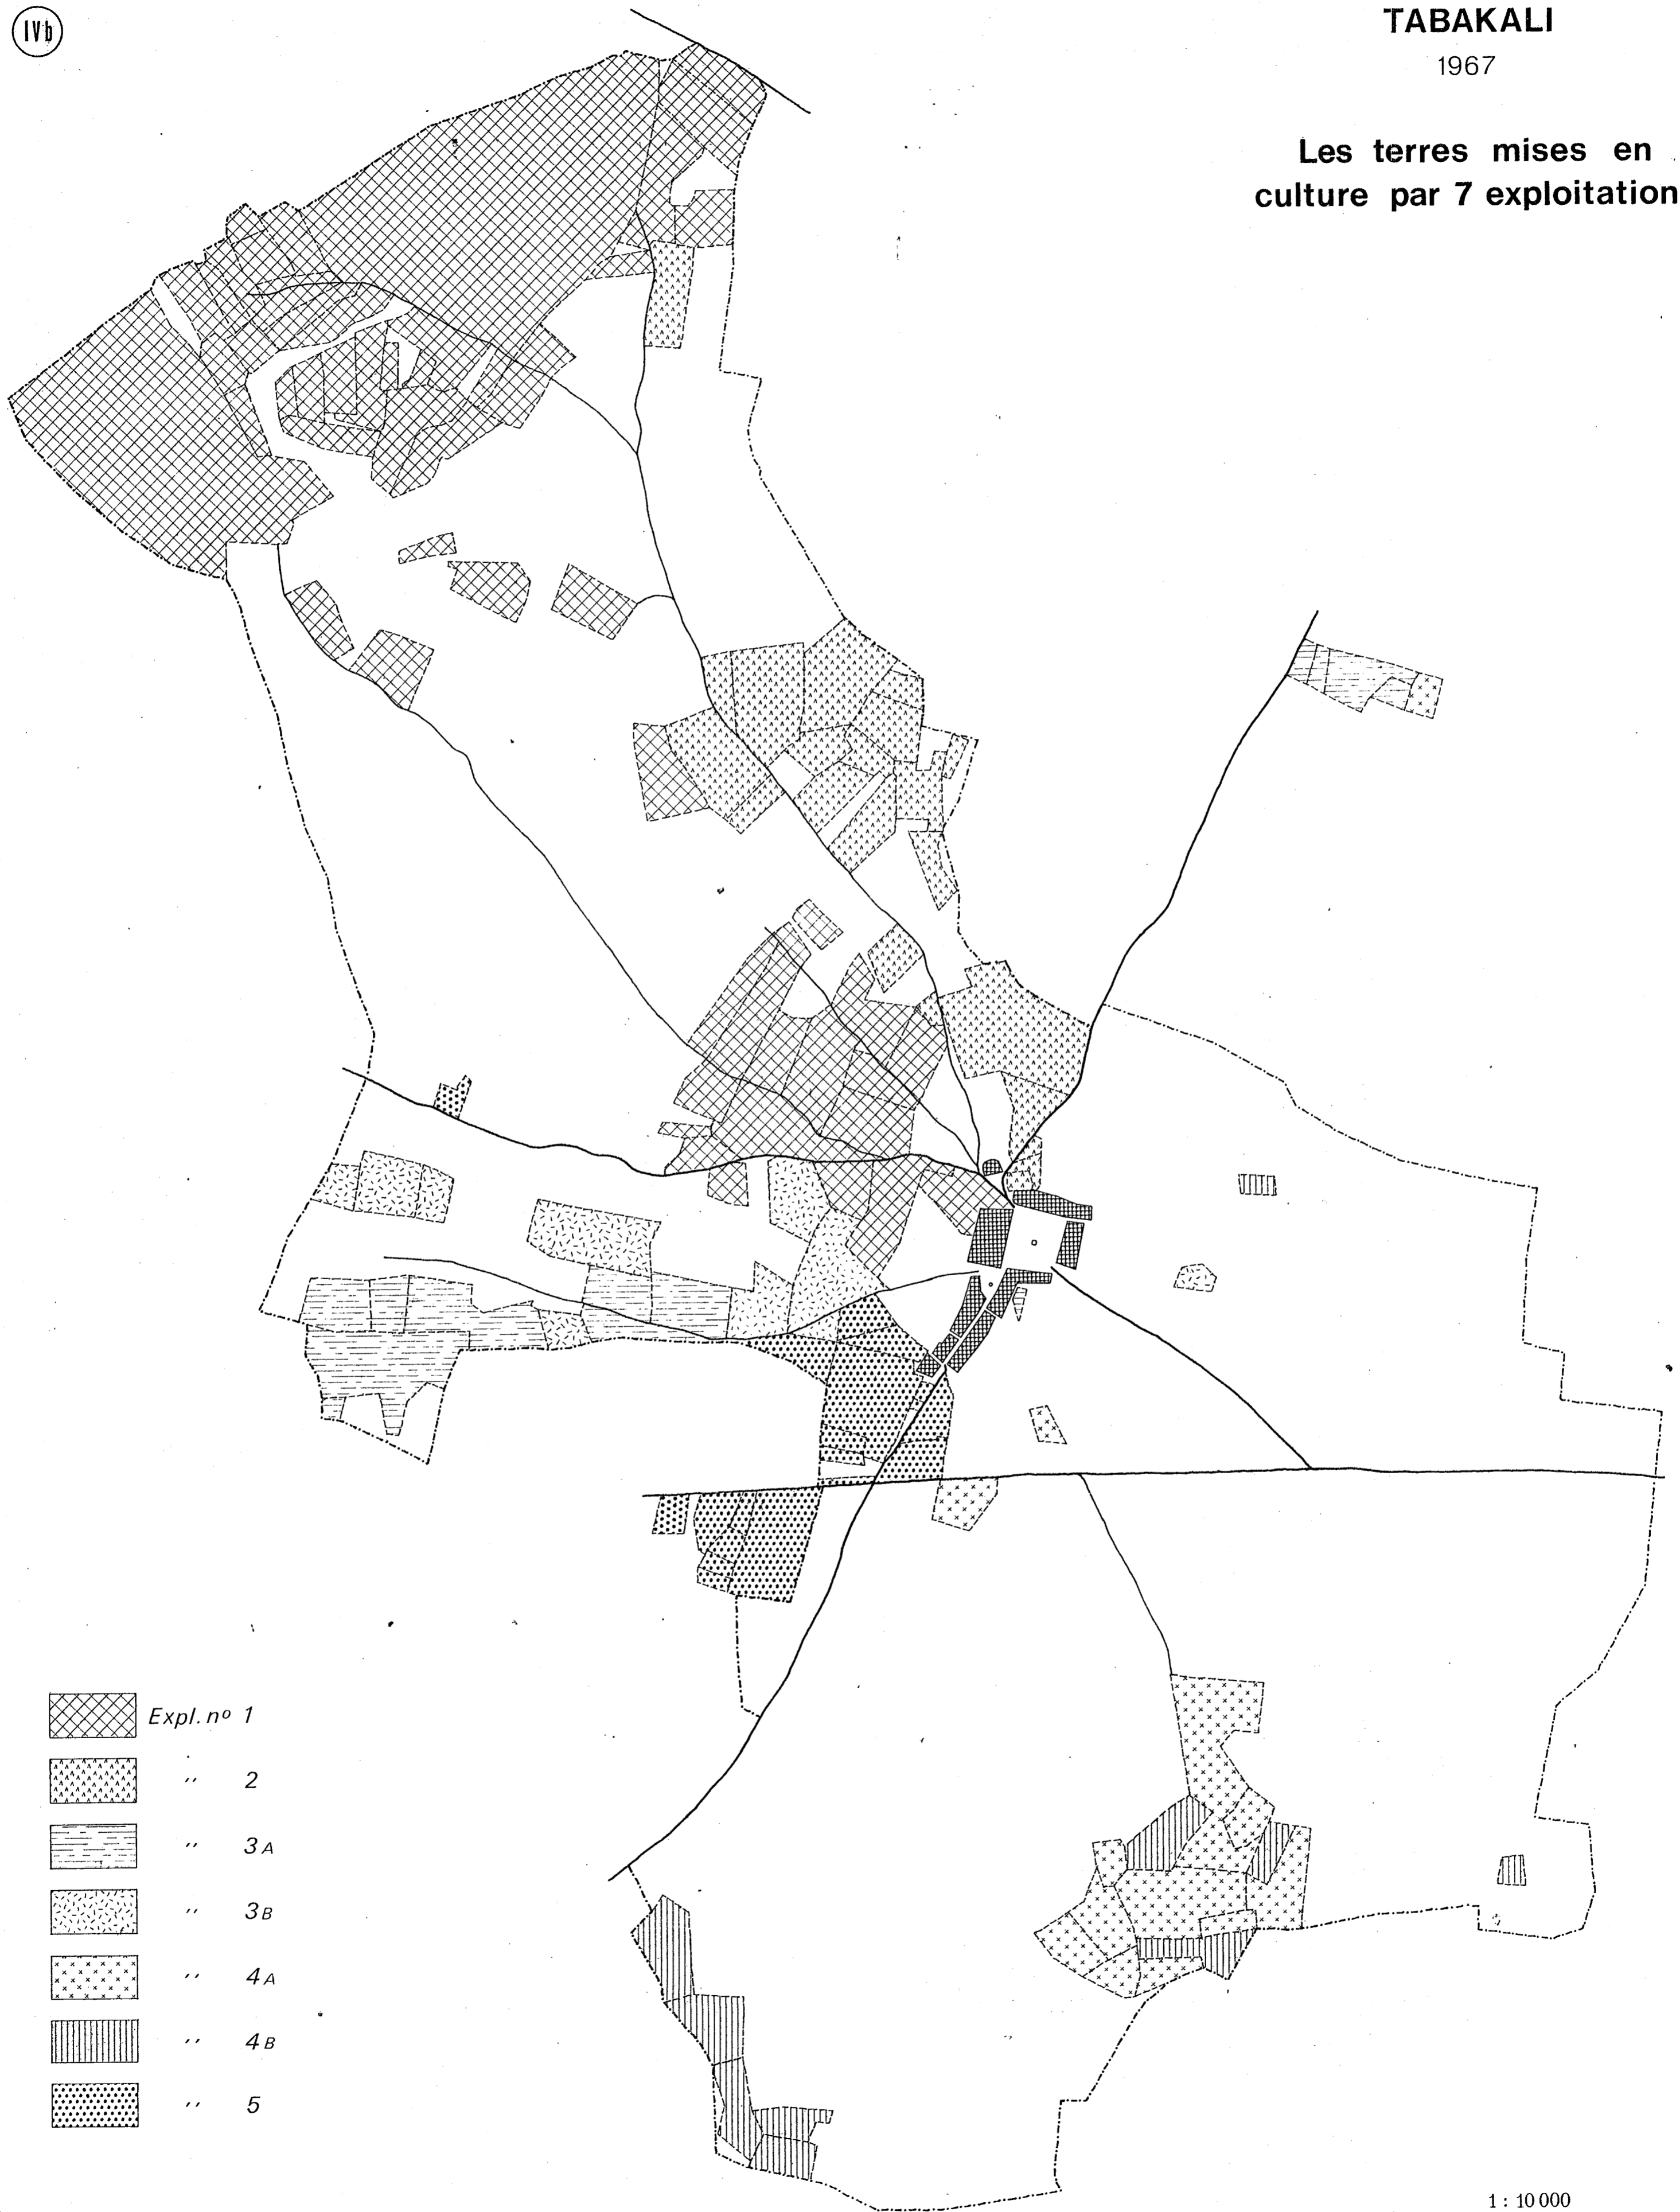 IVb
TABAKALI
1967
Les terres mises en
culture par 7 exploitation
Expl. nº 1
,, 2
,, 3A
,, 3B
,, 4A
,, 4B
,, 5
1 : 10 000